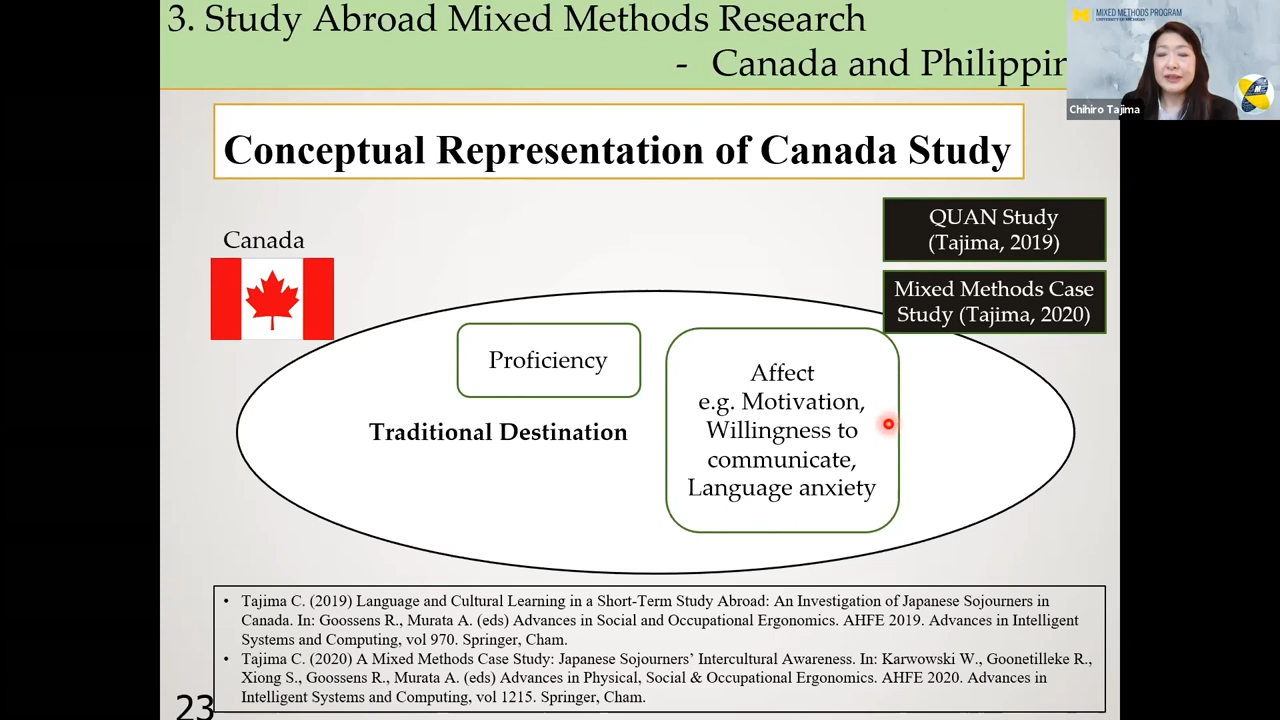 3. Study Abroad Mixed Methods Research
- Canada and Philippin
MIXED METHODS PROGRAM
UNIVERSITY OF MICHIGAN
Chihiro Tajima
Conceptual Representation of Canada Study
QUAN Study
(Tajima, 2019)
Canada
Mixed Methods Case
Study (Tajima, 2020)
Proficiency
Affect
e.g. Motivation,
Willingness to
communicate,
Language anxiety
Traditional Destination
• Tajima C. (2019) Language and Cultural Learning in a Short-Term Study Abroad: An Investigation of Japanese Sojourners in
Canada. In: Goossens R., Murata A. (eds) Advances in Social and Occupational Ergonomics. AHFE 2019. Advances in Intelligent
Systems and Computing, vol 970. Springer, Cham.
• Tajima C. (2020) A Mixed Methods Case Study: Japanese Sojourners' Intercultural Awareness. In: Karwowski W., Goonetilleke R.,
Xiong S., Goossens R., Murata A. (eds) Advances in Physical, Social & Occupational Ergonomics. AHFE 2020. Advances in
Intelligent Systems and Computing, vol 1215. Springer, Cham.
23